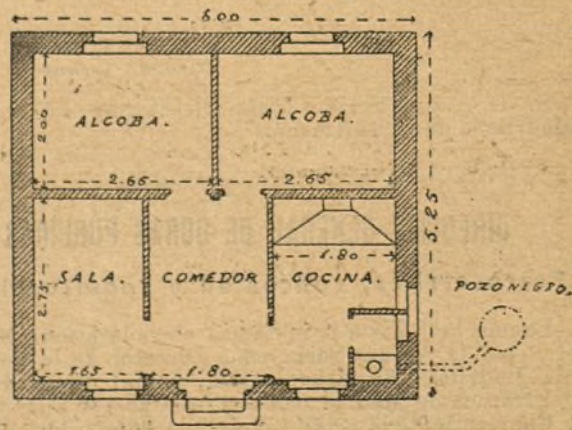 6.00
ALCOBA.
ALCOBA.
2.00
2.65
2.65
5.25
SALA.
COMEDOR
COCINA.
1.80
2.75
POZO NEGRO.
1.65
1.80